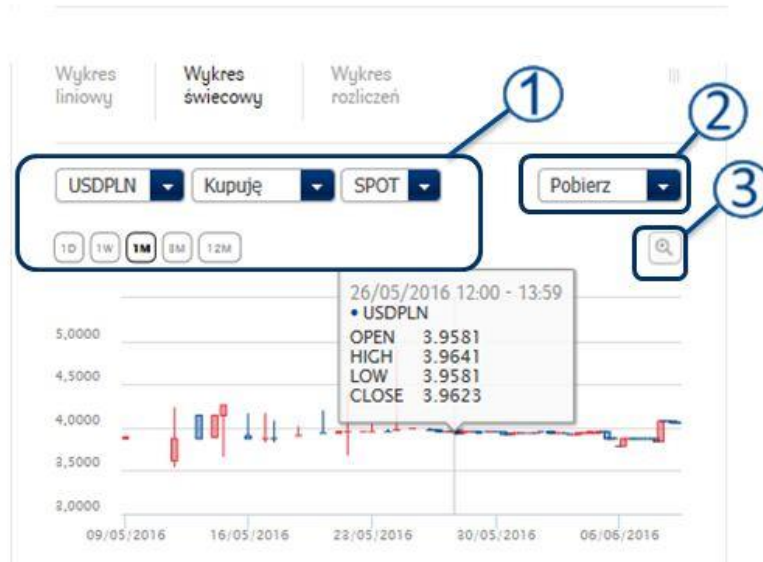 Wykres liniowy
Wykres świecowy
Wykres rozliczeń
1
2
3
USDPLN
Kupuję
SPOT
Pobierz
1D
1W
1M
3M
12M
26/05/2016 12:00 - 13:59
• USDPLN
OPEN 3.9581
HIGH 3.9641
LOW 3.9581
CLOSE 3.9623
5,0000
4,5000
4,0000
3,5000
3,0000
09/05/2016
16/05/2016
23/05/2016
30/05/2016
06/06/2016